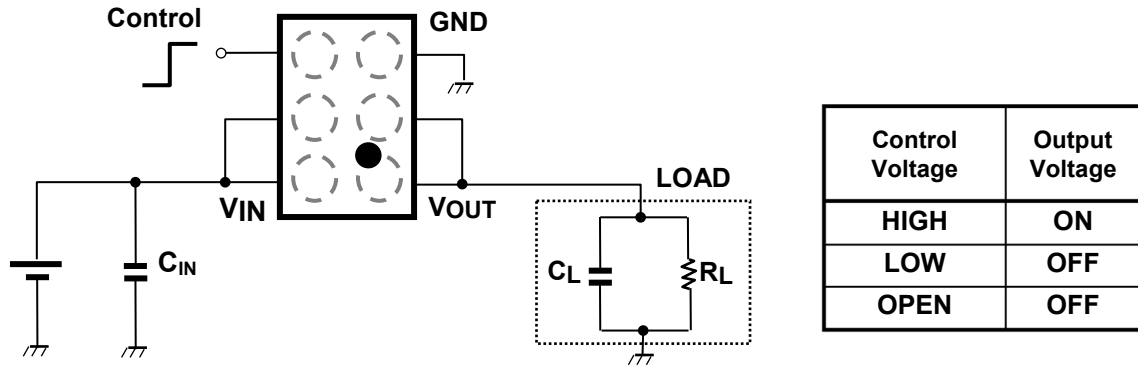 Control
GND
VIN
VOUT
LOAD
CIN
CL
RL
Control Voltage
Output Voltage
HIGH
ON
LOW
OFF
OPEN
OFF